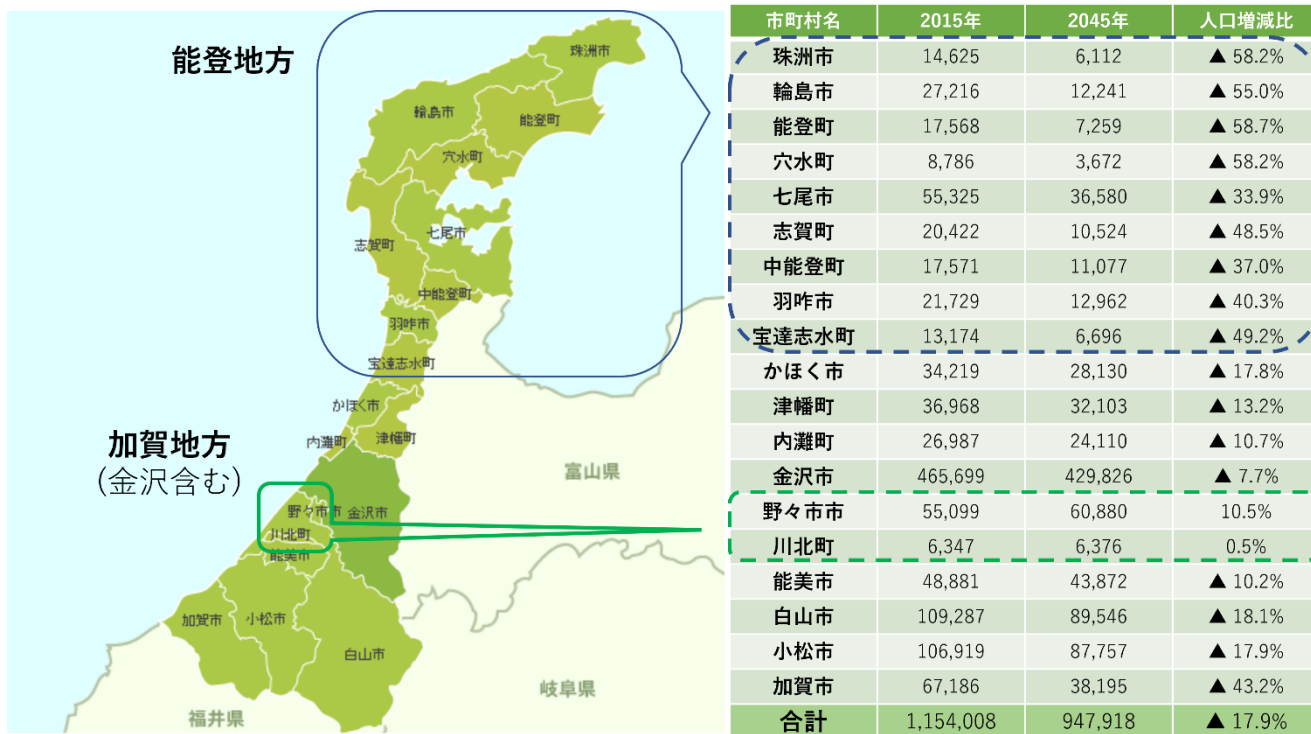 能登地方
珠洲市
輪島市
能登町
穴水町
七尾市
志賀町
中能登町
羽咋市
宝達志水町
かほく市
内灘町
津幡町
加賀地方
(金沢含む)
富山県
野々市市
金沢市
川北町
能美市
加賀市
小松市
白山市
岐阜県
福井県
市町村名 2015年 2045年 人口増減比
珠洲市 14,625 6,112 ▲ 58.2%
輪島市 27,216 12,241 ▲ 55.0%
能登町 17,568 7,259 ▲ 58.7%
穴水町 8,786 3,672 ▲ 58.2%
七尾市 55,325 36,580 ▲ 33.9%
志賀町 20,422 10,524 ▲ 48.5%
中能登町 17,571 11,077 ▲ 37.0%
羽咋市 21,729 12,962 ▲ 40.3%
宝達志水町 13,174 6,696 ▲ 49.2%
かほく市 34,219 28,130 ▲ 17.8%
津幡町 36,968 32,103 ▲ 13.2%
内灘町 26,987 24,110 ▲ 10.7%
金沢市 465,699 429,826 ▲ 7.7%
野々市市 55,099 60,880 10.5%
川北町 6,347 6,376 0.5%
能美市 48,881 43,872 ▲ 10.2%
白山市 109,287 89,546 ▲ 18.1%
小松市 106,919 87,757 ▲ 17.9%
加賀市 67,186 38,195 ▲ 43.2%
合計 1,154,008 947,918 ▲ 17.9%